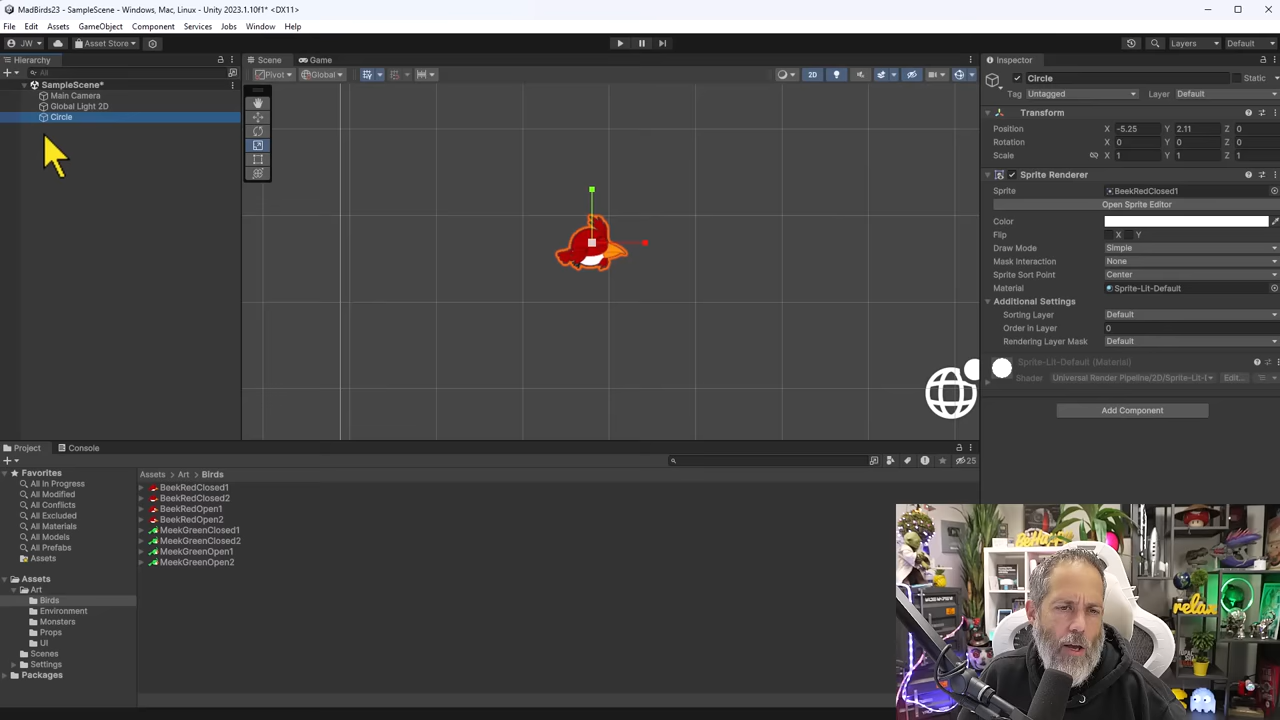 MadBirds23 - SampleScene - Windows, Mac, Linux - Unity 2023.1.10f1* <DX11>
File Edit Assets GameObject Component Services Jobs Window Help
JW Asset Store Layers Default
Hierarchy
All
SampleScene*
Main Camera
Global Light 2D
Circle
Scene Game
Pivot Global 2D
Inspector
Circle Static
Tag Untagged Layer Default
Transform
Position X -5.25 Y 2.11 Z 0
Rotation X 0 Y 0 Z 0
Scale X 1 Y 1 Z 1
Sprite Renderer
Sprite BeekRedClosed1
Open Sprite Editor
Color
Flip X Y
Draw Mode Simple
Mask Interaction None
Sprite Sort Point Center
Material Sprite-Lit-Default
Additional Settings
Sorting Layer Default
Order in Layer 0
Rendering Layer Mask Default
Sprite-Lit-Default (Material)
Shader Universal Render Pipeline/2D/Sprite-Lit-I Edit...
Add Component
Project Console
25
Favorites
All In Progress
All Modified
All Conflicts
All Excluded
All Materials
All Models
All Prefabs
Assets
Assets
Art
Birds
Environment
Monsters
Props
UI
Scenes
Settings
Packages
Assets Art Birds
BeekRedClosed1
BeekRedClosed2
BeekRedOpen1
BeekRedOpen2
MeekGreenClosed1
MeekGreenClosed2
MeekGreenOpen1
MeekGreenOpen2
relax